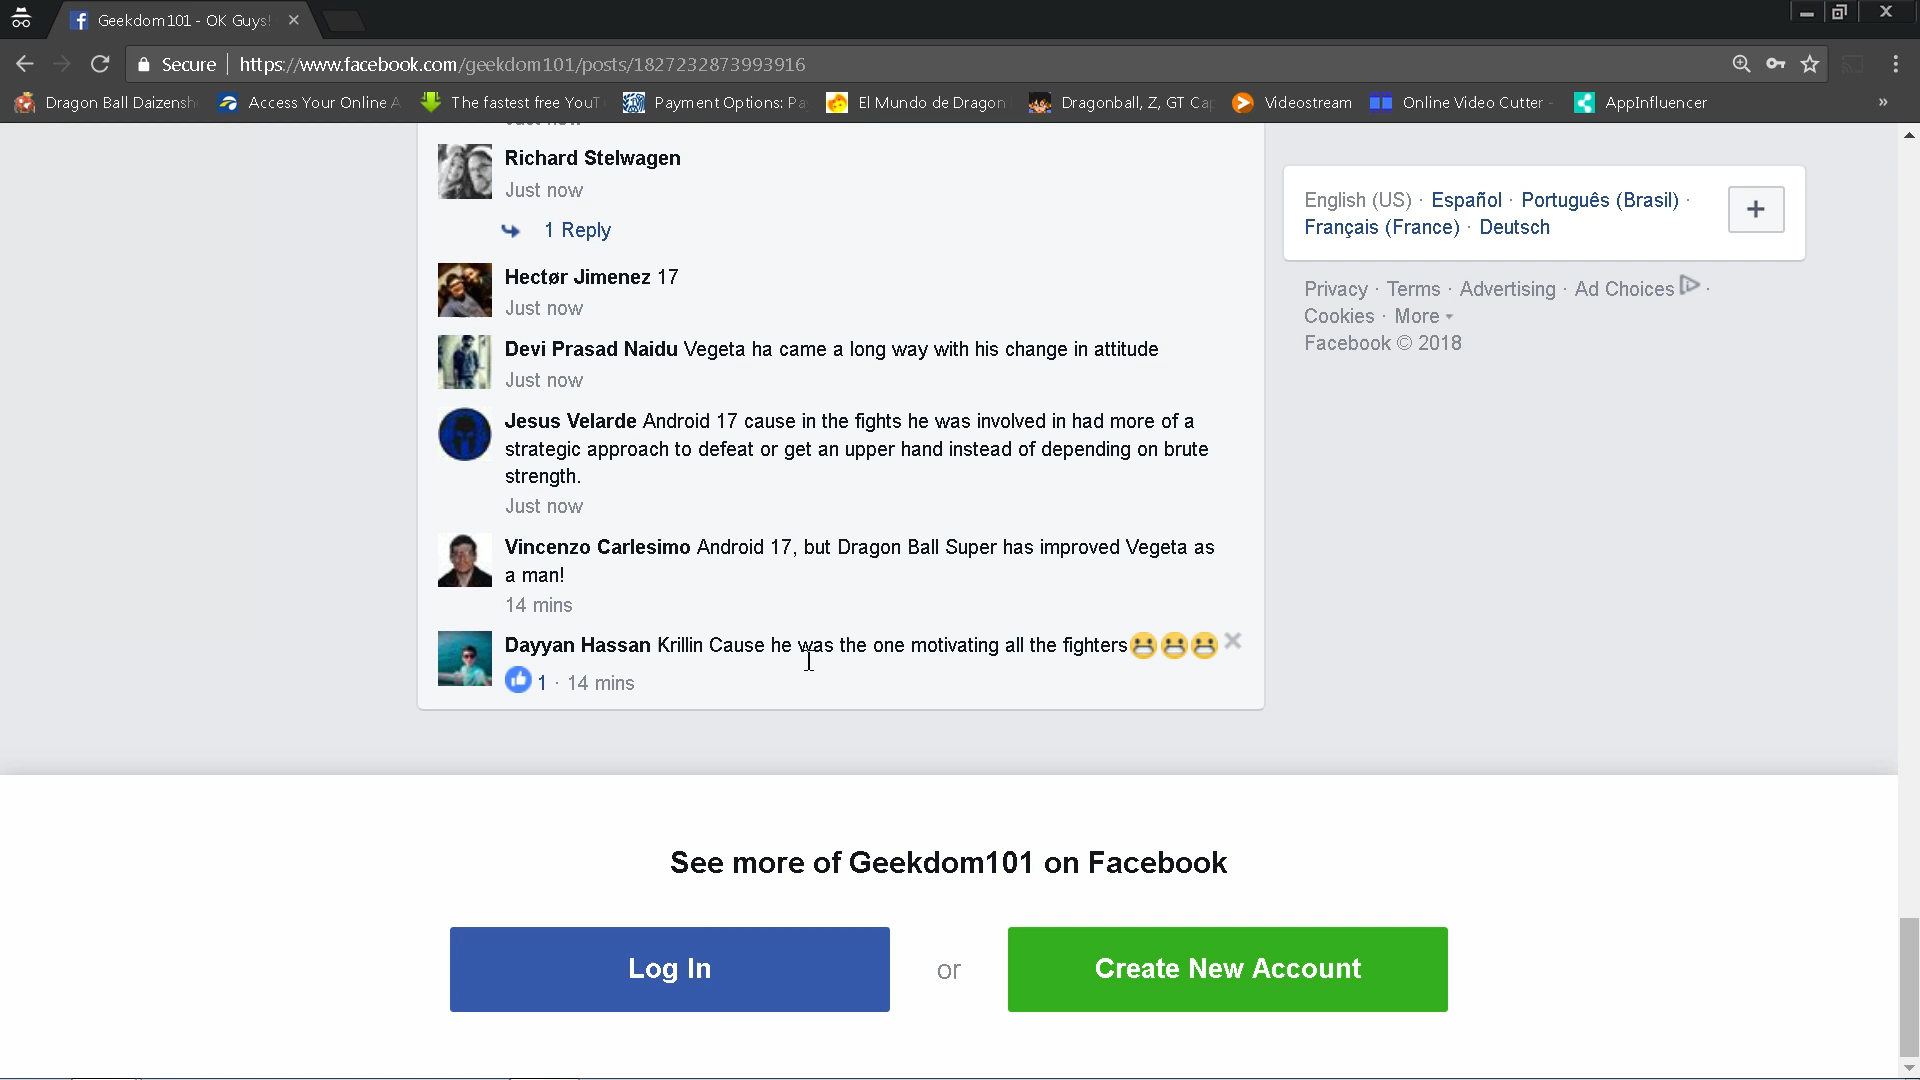 Geekdom101 - OK Guys!
Secure
https://www.facebook.com/geekdom101/posts/1827232873993916
Dragon Ball Daizensh
Access Your Online A
The fastest free YouT
Payment Options: Pa
El Mundo de Dragon
Dragonball, Z, GT Ca
Videostream
Online Video Cutter -
AppInfluencer
»
Richard Stelwagen
Just now
1 Reply
Hectør Jimenez 17
Just now
Devi Prasad Naidu Vegeta ha came a long way with his change in attitude
Just now
Jesus Velarde Android 17 cause in the fights he was involved in had more of a
strategic approach to defeat or get an upper hand instead of depending on brute
strength.
Just now
Vincenzo Carlesimo Android 17, but Dragon Ball Super has improved Vegeta as
a man!
14 mins
Dayyan Hassan Krillin Cause he was the one motivating all the fighters😬😬😬
1 · 14 mins
English (US) · Español · Português (Brasil) ·
Français (France) · Deutsch
Privacy · Terms · Advertising · Ad Choices ·
Cookies · More
Facebook © 2018
See more of Geekdom101 on Facebook
Log In
or
Create New Account